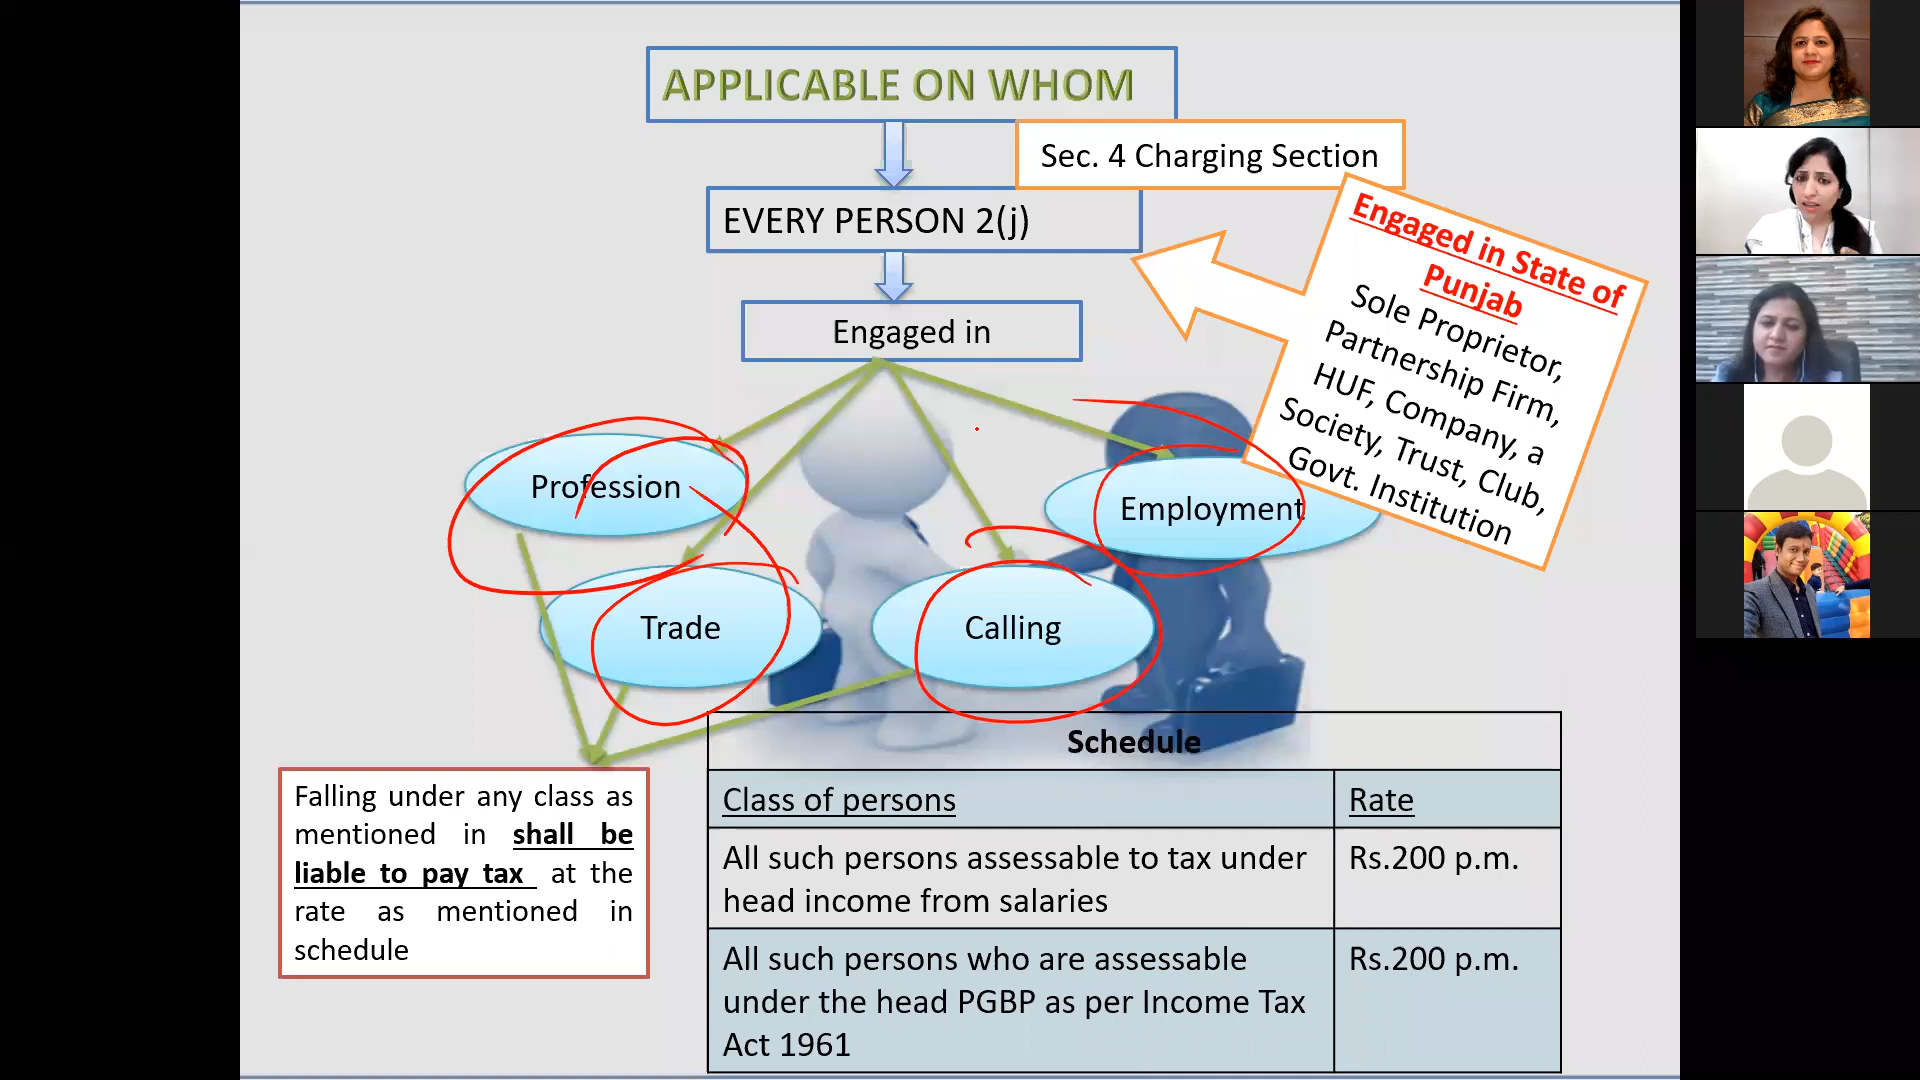 APPLICABLE ON WHOM
Sec. 4 Charging Section
EVERY PERSON 2(j)
Engaged in State of
Punjab
Sole Proprietor,
Partnership Firm,
HUF, Company, a
Society, Trust, Club,
Govt. Institution
Engaged in
Profession
Employment
Trade
Calling
Falling under any class as
mentioned in shall be
liable to pay tax at the
rate as mentioned in
schedule
Schedule
Class of persons
Rate
All such persons assessable to tax under
head income from salaries
Rs.200 p.m.
All such persons who are assessable
under the head PGBP as per Income Tax
Act 1961
Rs.200 p.m.